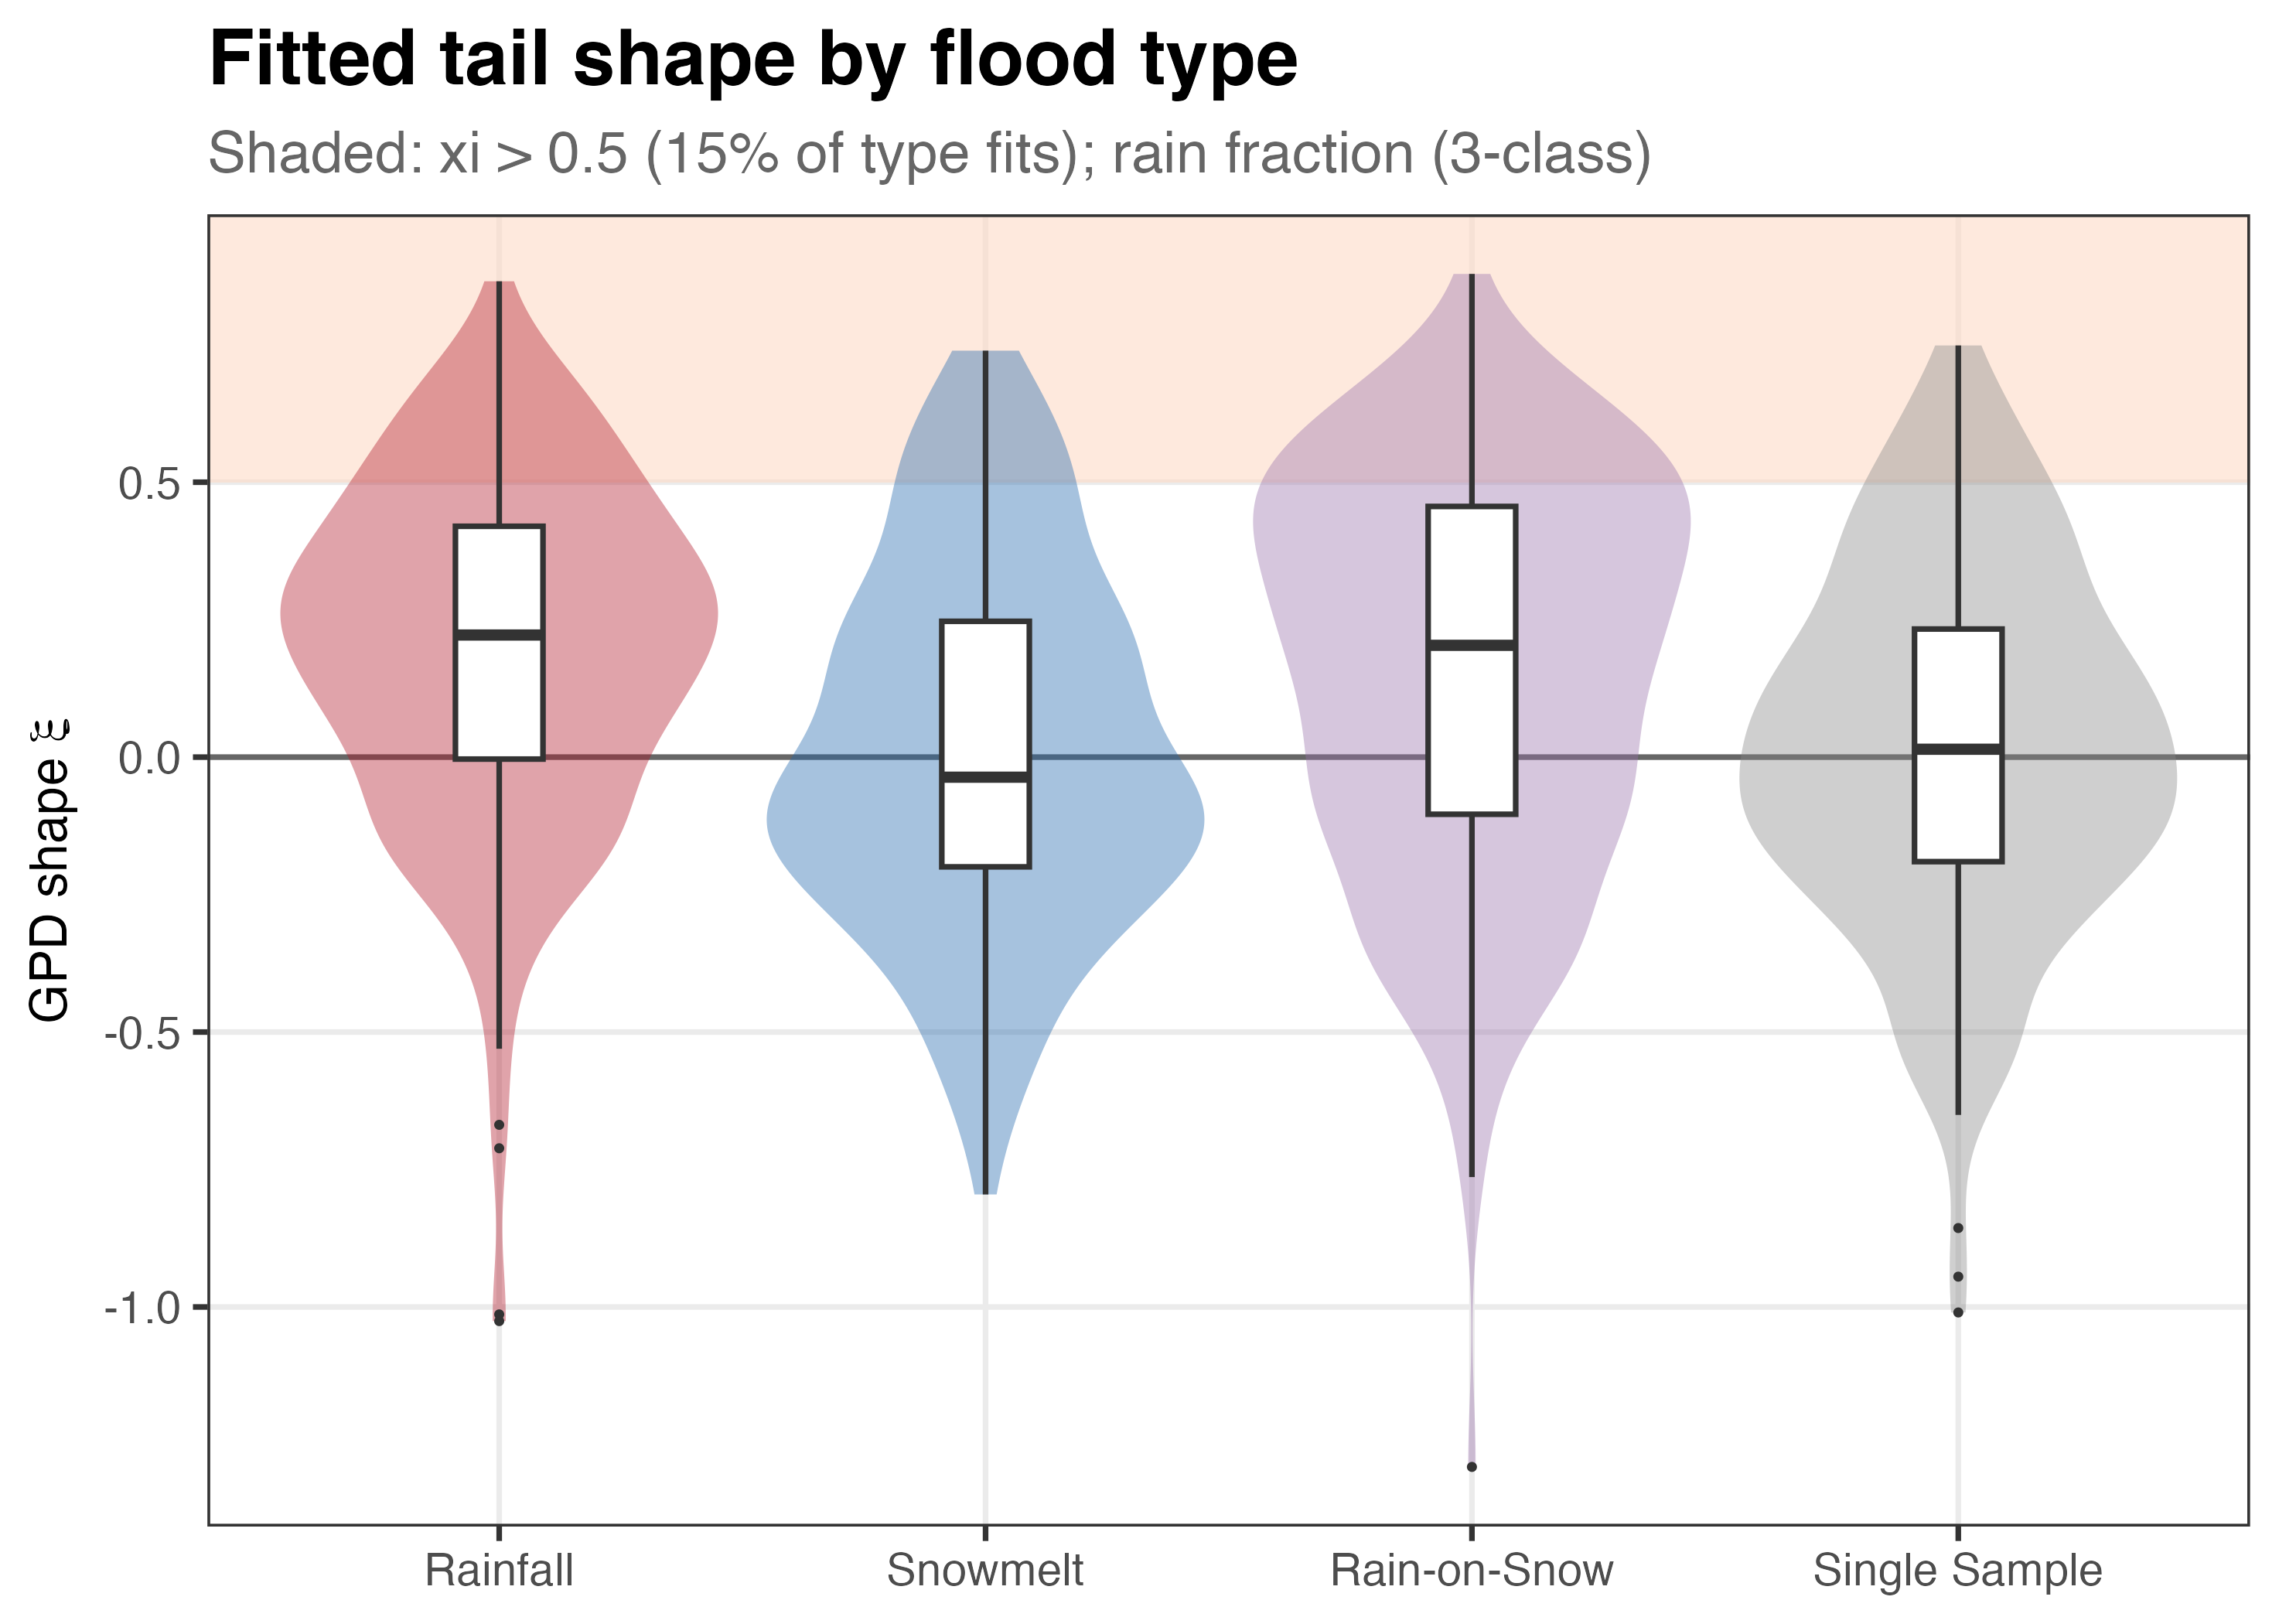 Fitted tail shape by flood type
Shaded: xi > 0.5 (15% of type fits); rain fraction (3-class)
GPD shape ξ
0.5
0.0
-0.5
-1.0
Rainfall
Snowmelt
Rain-on-Snow
Single Sample